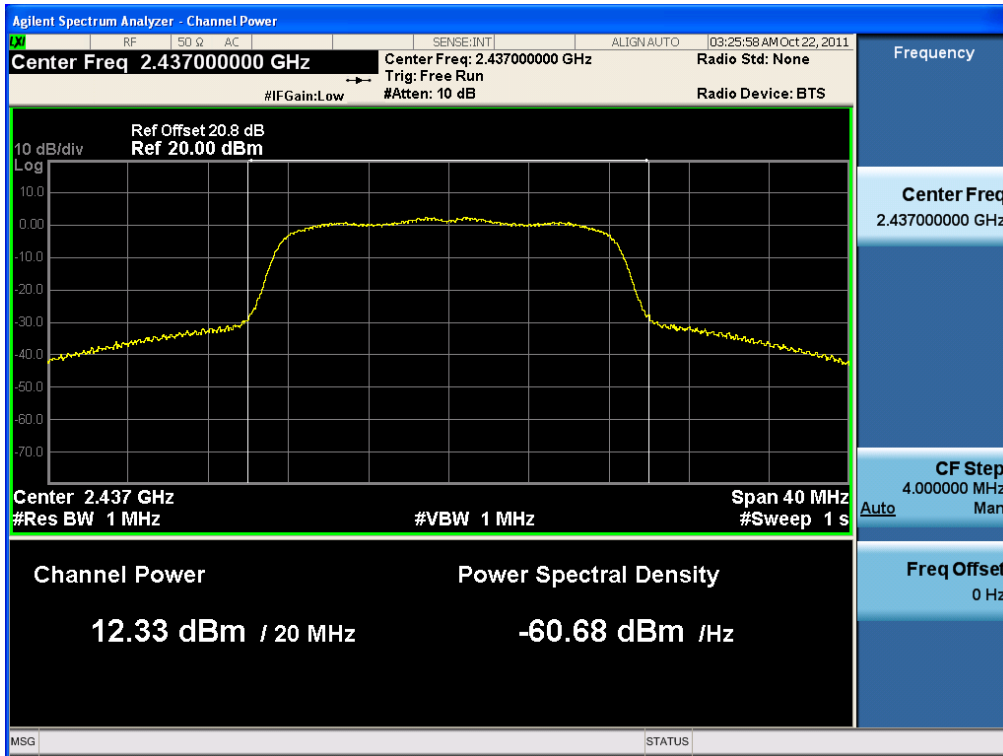 Agilent Spectrum Analyzer - Channel Power
LXI RF 50 Ω AC SENSE:INT ALIGN AUTO 03:25:58 AM Oct 22, 2011
Center Freq 2.437000000 GHz
Center Freq: 2.437000000 GHz
Radio Std: None
Trig: Free Run
#IFGain:Low
#Atten: 10 dB
Radio Device: BTS
Ref Offset 20.8 dB
10 dB/div Ref 20.00 dBm
Log
10.0
0.00
-10.0
-20.0
-30.0
-40.0
-50.0
-60.0
-70.0
Center 2.437 GHz Span 40 MHz
#Res BW 1 MHz #VBW 1 MHz #Sweep 1 s
Channel Power
Power Spectral Density
12.33 dBm / 20 MHz
-60.68 dBm /Hz
MSG STATUS
Frequency
Center Freq
2.437000000 GHz
CF Step
4.000000 MHz
Auto Man
Freq Offset
0 Hz